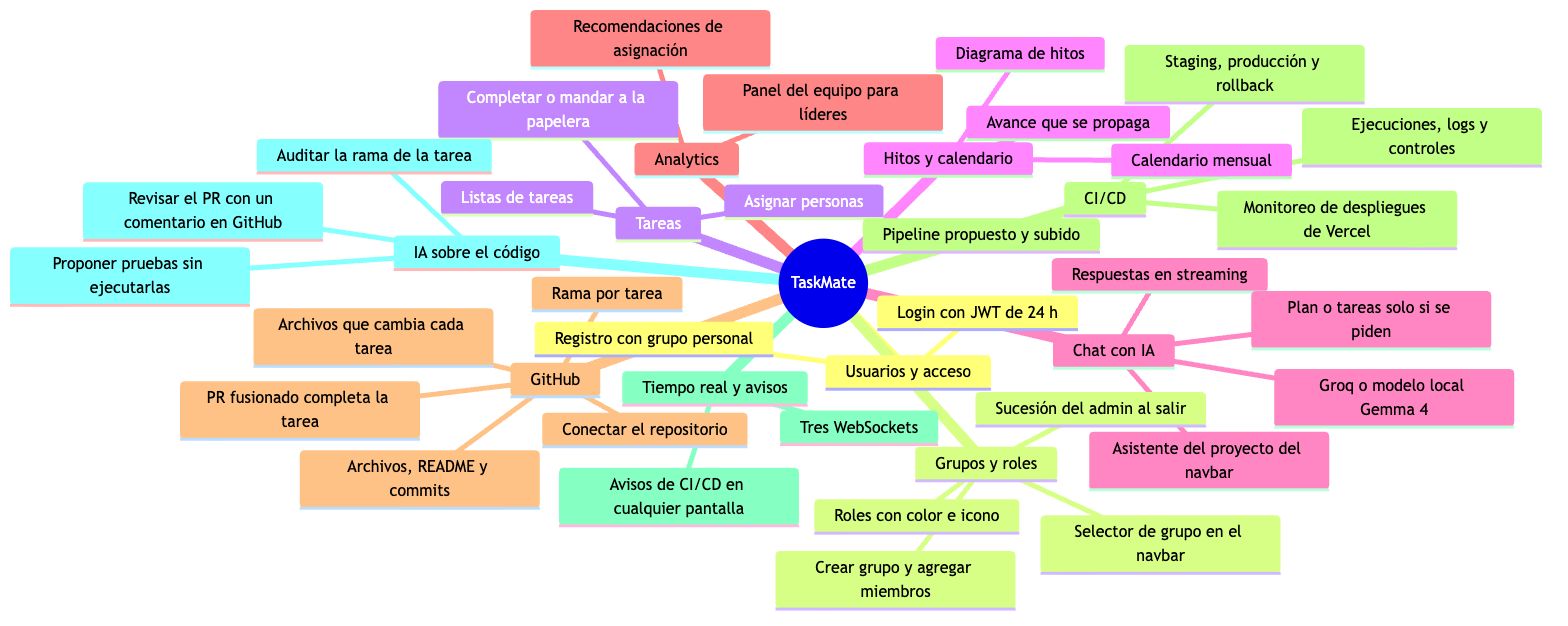 Recomendaciones de
asignación
Diagrama de hitos
Staging, producción y
rollback
Completar o mandar a la
papelera
Panel del equipo para
líderes
Avance que se propaga
Ejecuciones, logs y
controles
Auditar la rama de la tarea
Analytics
Hitos y calendario
Calendario mensual
Revisar el PR con un
comentario en GitHub
Listas de tareas
Asignar personas
CI/CD
Tareas
Pipeline propuesto y subido
Monitoreo de despliegues
de Vercel
IA sobre el código
Proponer pruebas sin
ejecutarlas
TaskMate
Respuestas en streaming
Rama por tarea
Login con JWT de 24 h
Plan o tareas solo si se
piden
Archivos que cambia cada
tarea
Registro con grupo personal
Chat con IA
GitHub
Usuarios y acceso
PR fusionado completa la
tarea
Tiempo real y avisos
Groq o modelo local
Gemma 4
Sucesión del admin al salir
Conectar el repositorio
Tres WebSockets
Archivos, README y
commits
Grupos y roles
Asistente del proyecto del
navbar
Avisos de CI/CD en
cualquier pantalla
Roles con color e icono
Selector de grupo en el
navbar
Crear grupo y agregar
miembros